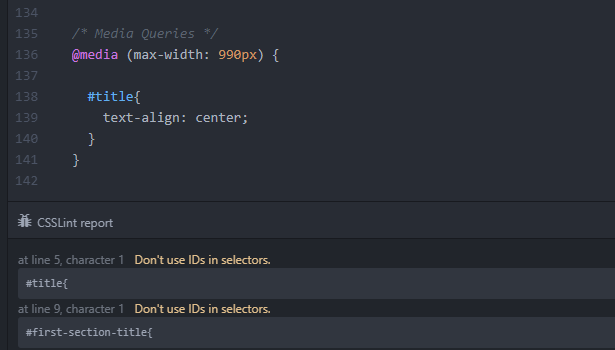 134
135 /* Media Queries */
136 @media (max-width: 990px) {
137
138 #title{
139 text-align: center;
140 }
141 }
142
CSSLint report
at line 5, character 1 Don't use IDs in selectors.
#title{
at line 9, character 1 Don't use IDs in selectors.
#first-section-title{